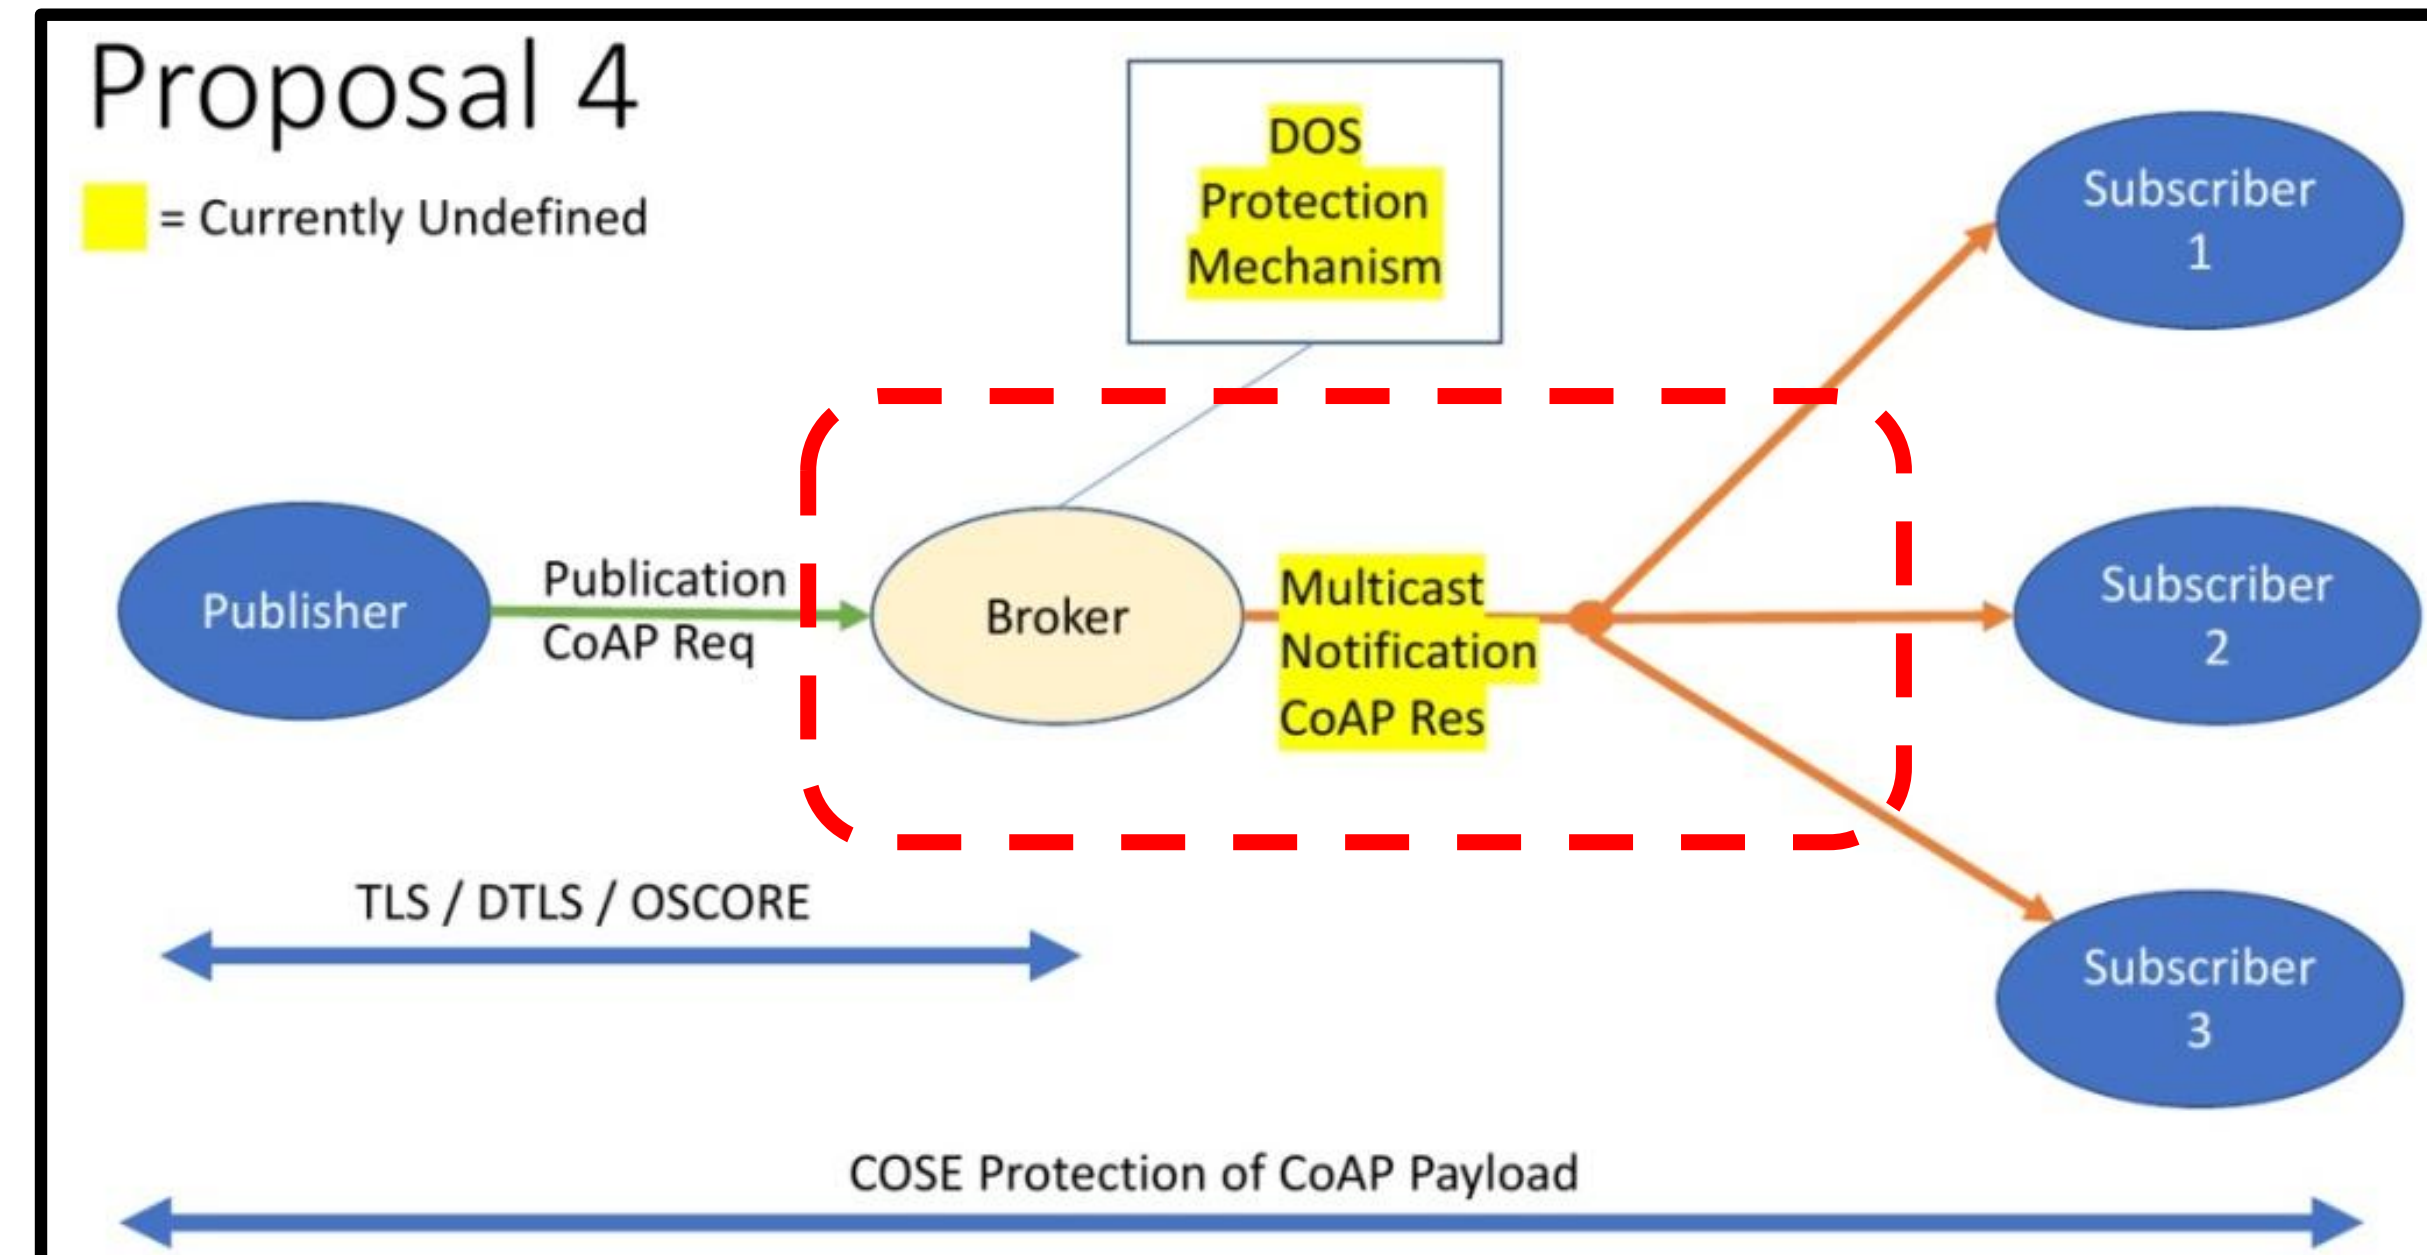 Proposal 4
= Currently Undefined
DOS
Protection
Mechanism
Subscriber
1
Publisher
Publication
CoAP Req
Broker
Multicast
Notification
CoAP Res
Subscriber
2
TLS / DTLS / OSCORE
Subscriber
3
COSE Protection of CoAP Payload